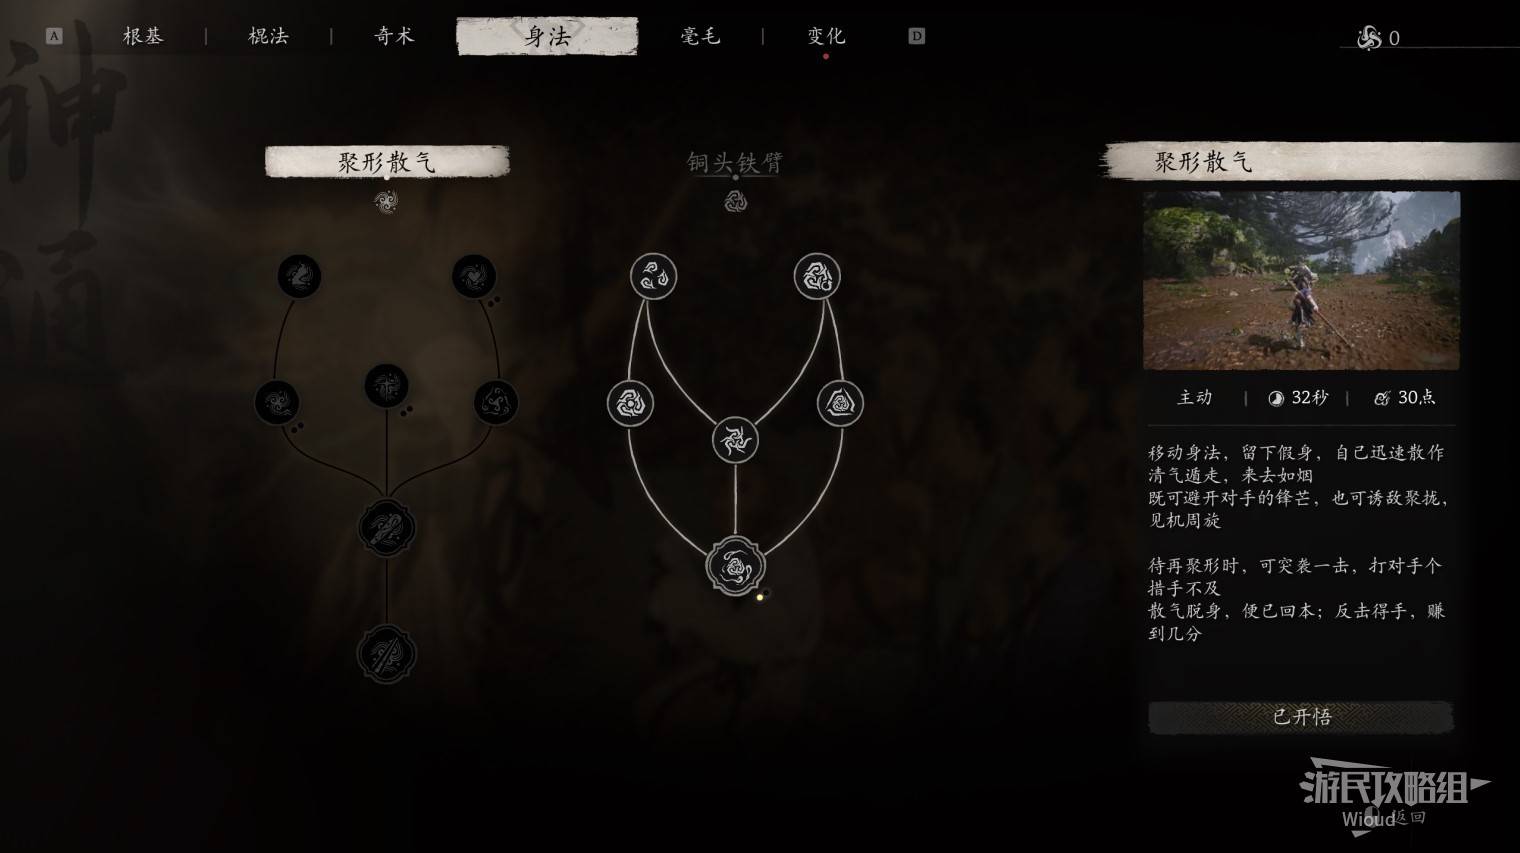 A 根基 | 棍法 | 奇术 身法 毫毛 | 变化 D
0
聚形散气
铜头铁臂
聚形散气
主动 | 32秒 | 30点
移动身法，留下假身，自己迅速散作
清气遁走，来去如烟
既可避开对手的锋芒，也可诱敌聚拢，
见机周旋
待再聚形时，可突袭一击，打对手个
措手不及
散气脱身，便已回本；反击得手，赚
到几分
已开悟
游民攻略组
Wioud
返回
神
通